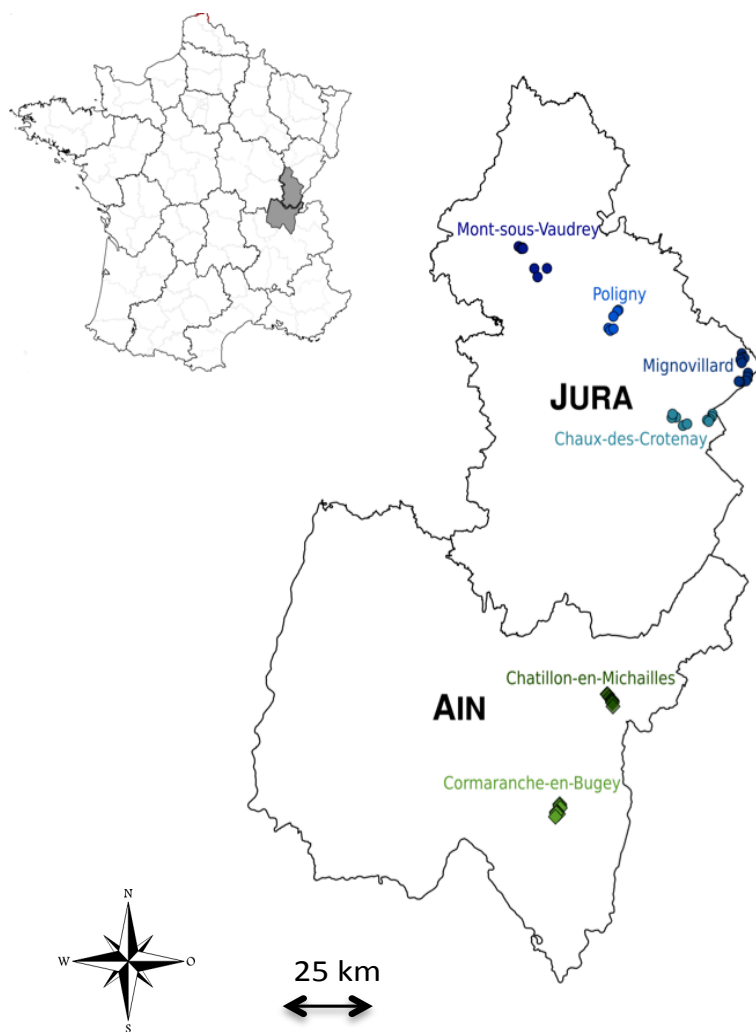 Mont-sous-Vaudrey
Poligny
Mignovillard
JURA
Chaux-des-Crotenay
Chatillon-en-Michailles
AIN
Cormaranche-en-Bugey
N
W
O
S
25 km